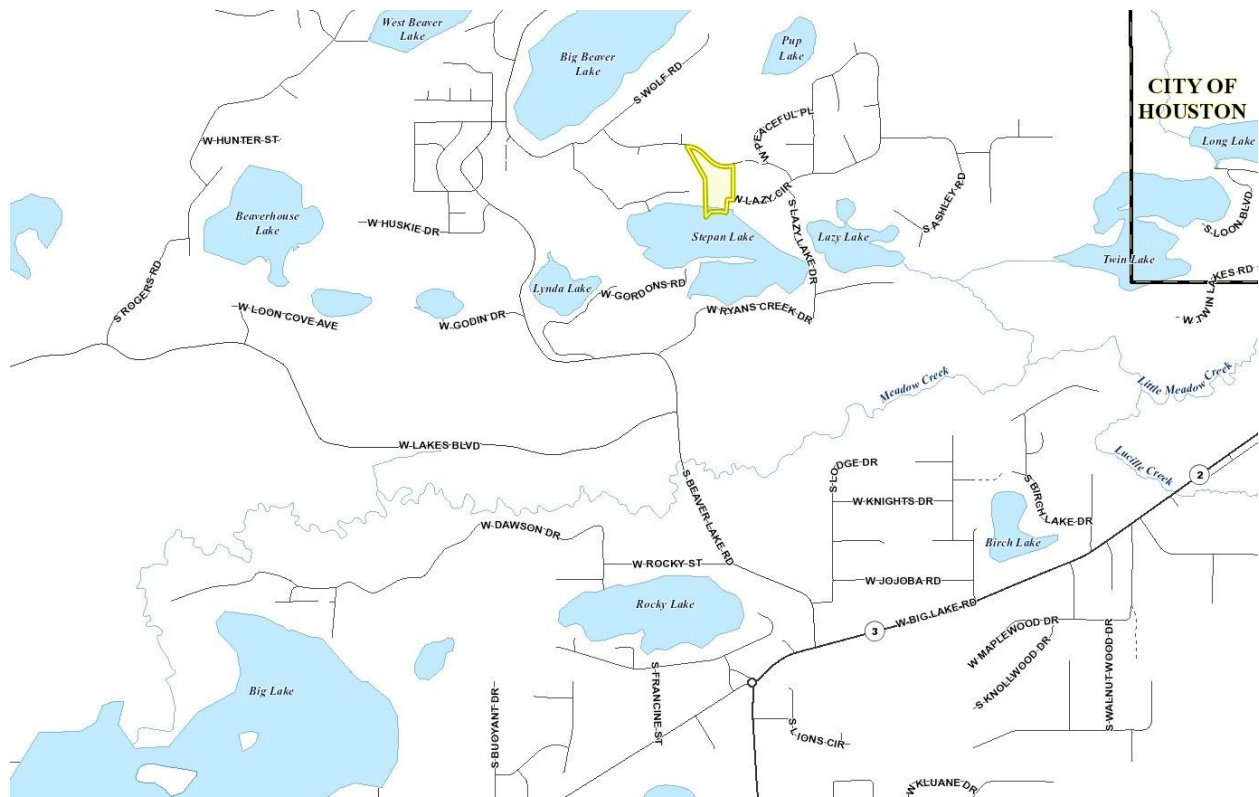 West Beaver
Lake
Big Beaver
Lake
Pup
Lake
S WOLF RD
CITY OF
HOUSTON
W HUNTER ST
W PEACEFUL PL
Long Lake
Beaverhouse
Lake
W HUSKIE DR
W LAZY CIR
S LAZY LAKE DR
S ASHLEY RD
S LOON BLVD
Stepan Lake
Lazy Lake
Twin Lake
S ROGERS RD
Lynda Lake
W GORDONS RD
W TWIN LAKES RD
W LOON COVE AVE
W GODIN DR
W RYANS CREEK DR
Meadow Creek
Little Meadow Creek
W LAKES BLVD
Lucille Creek
2
S LODGE DR
S BEAVER LAKE RD
W KNIGHTS DR
S BIRCH LAKE DR
W DAWSON DR
Birch Lake
W ROCKY ST
W JOJOBA RD
Rocky Lake
W BIG LAKE RD
3
W MAPLEWOOD DR
S KNOLLWOOD DR
S WALNUT WOOD DR
Big Lake
S FRANCINE ST
S BUOYANT DR
S LIONS CIR
W KLUANE DR